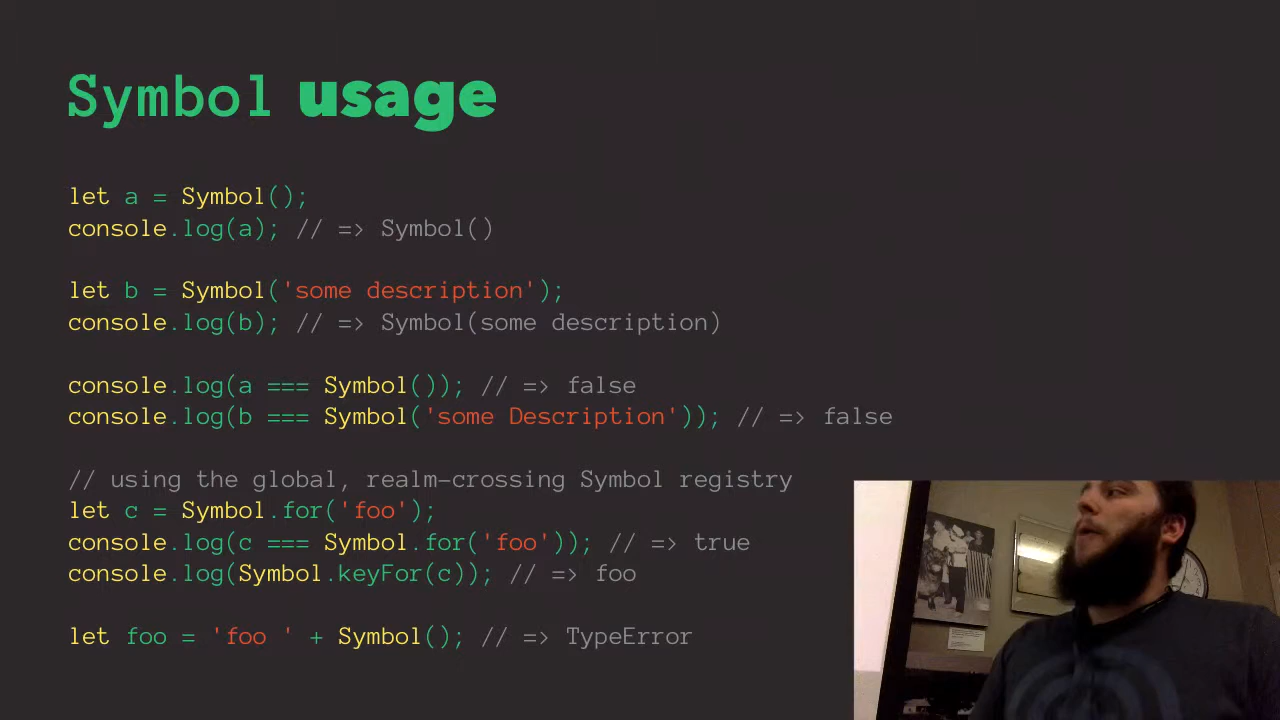 Symbol usage
let a = Symbol();
console.log(a); // => Symbol()
let b = Symbol('some description');
console.log(b); // => Symbol(some description)
console.log(a === Symbol()); // => false
console.log(b === Symbol('some Description')); // => false
// using the global, realm-crossing Symbol registry
let c = Symbol.for('foo');
console.log(c === Symbol.for('foo')); // => true
console.log(Symbol.keyFor(c)); // => foo
let foo = 'foo ' + Symbol(); // => TypeError